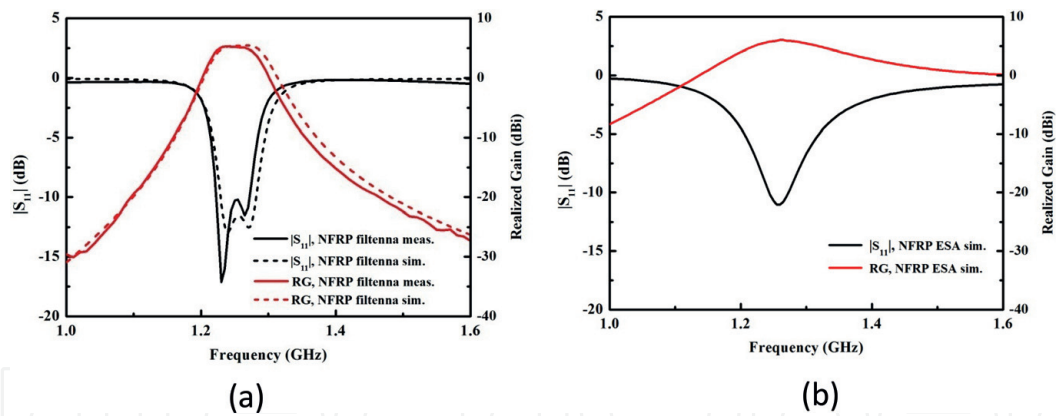 5
0
-5
-10
-15
-20
|S₁₁| (dB)
10
0
-10
-20
-30
-40
Realized Gain (dBi)
|S₁₁|, NFRP filtenna meas.
|S₁₁|, NFRP filtenna sim.
RG, NFRP filtenna meas.
RG, NFRP filtenna sim.
1.0 1.2 1.4 1.6
Frequency (GHz)
(a)
5
0
-5
-10
-15
-20
|S₁₁| (dB)
10
0
-10
-20
-30
-40
Realized Gain (dBi)
|S₁₁|, NFRP ESA sim.
RG, NFRP ESA sim.
1.0 1.2 1.4 1.6
Frequency (GHz)
(b)